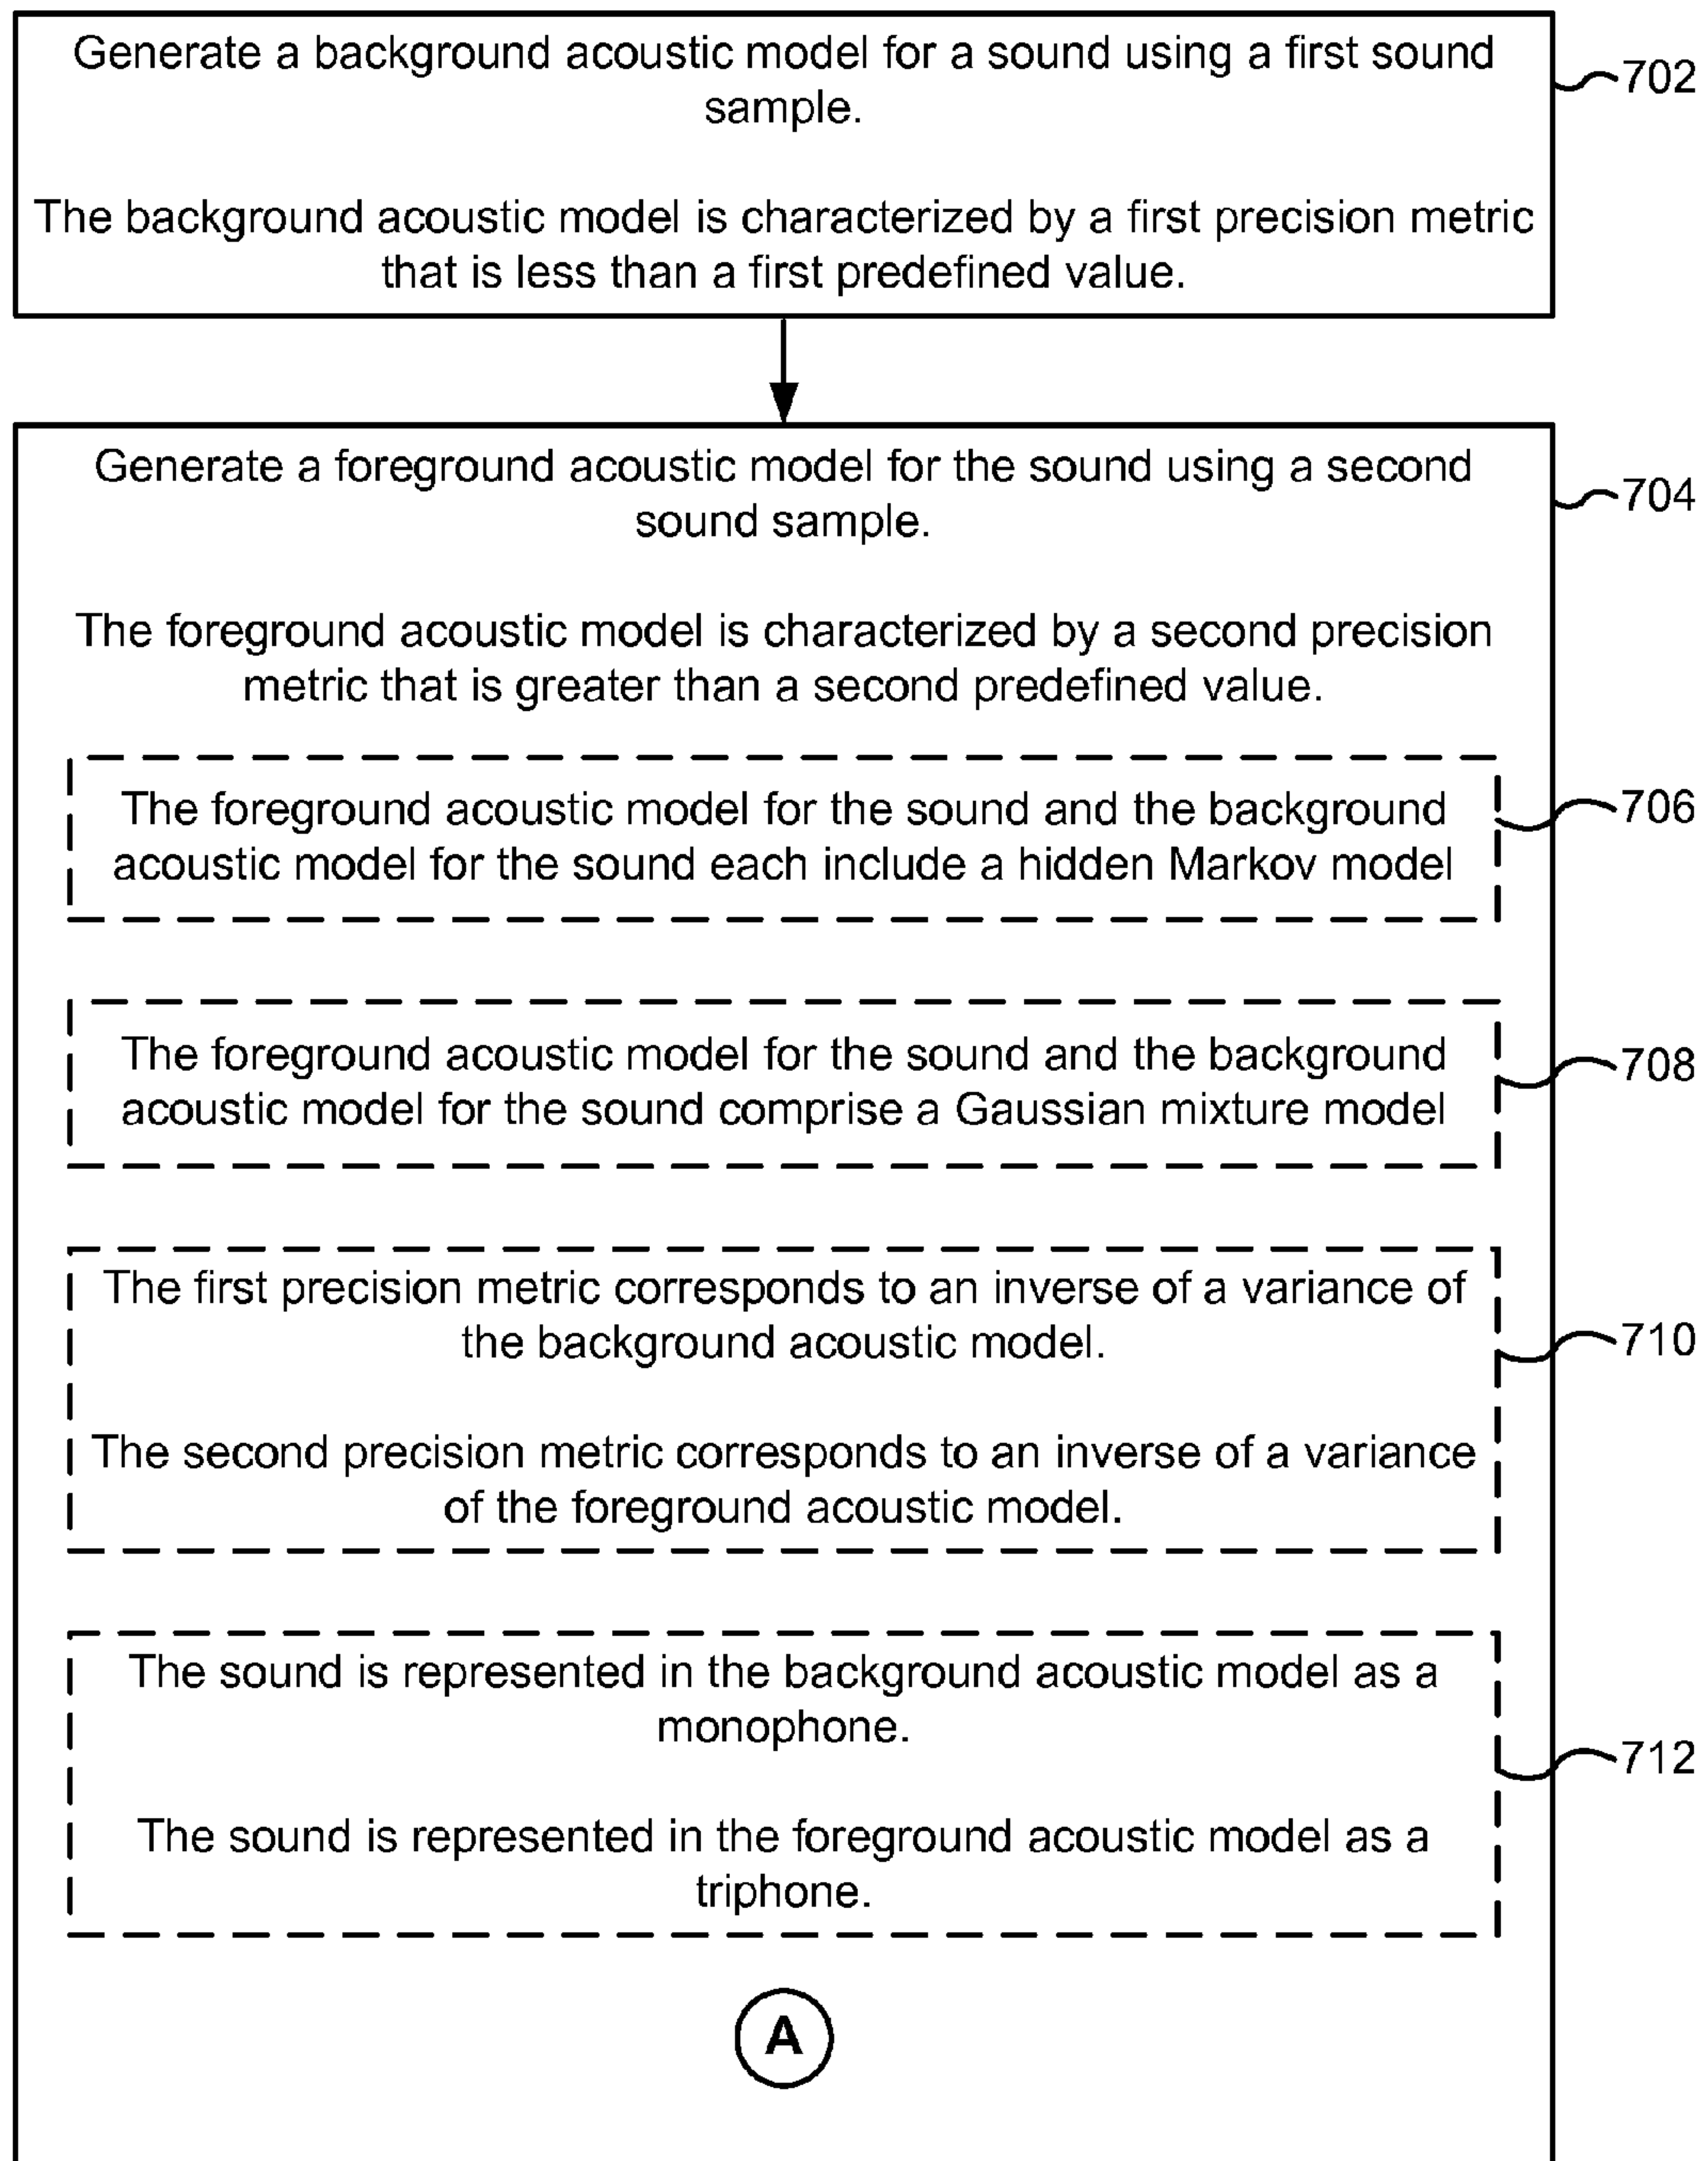 Generate a background acoustic model for a sound using a first sound
sample.
702
The background acoustic model is characterized by a first precision metric
that is less than a first predefined value.
Generate a foreground acoustic model for the sound using a second
sound sample.
704
The foreground acoustic model is characterized by a second precision
metric that is greater than a second predefined value.
The foreground acoustic model for the sound and the background
acoustic model for the sound each include a hidden Markov model
706
The foreground acoustic model for the sound and the background
acoustic model for the sound comprise a Gaussian mixture model
708
The first precision metric corresponds to an inverse of a variance of
the background acoustic model.
710
The second precision metric corresponds to an inverse of a variance
of the foreground acoustic model.
The sound is represented in the background acoustic model as a
monophone.
712
The sound is represented in the foreground acoustic model as a
triphone.
A